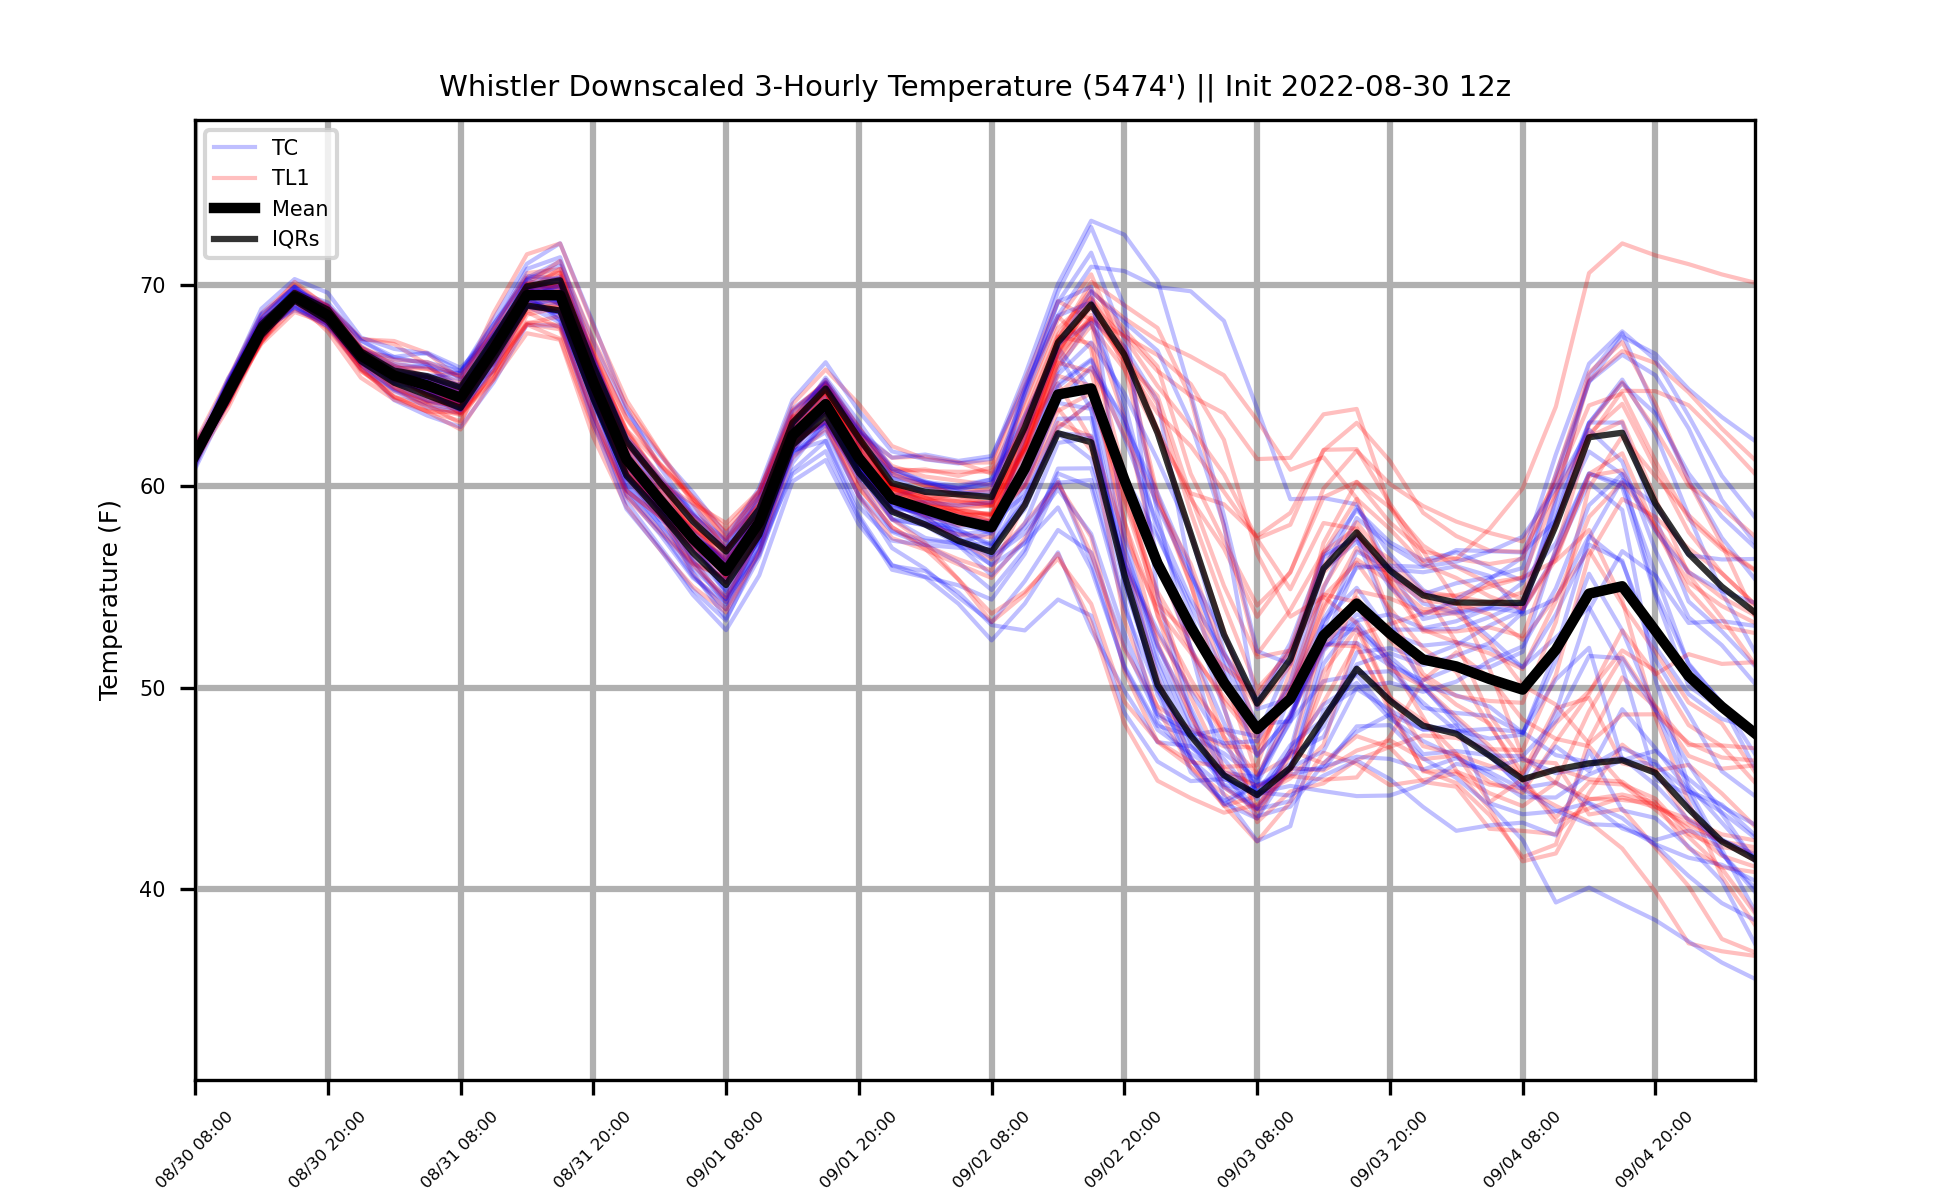 Whistler Downscaled 3-Hourly Temperature (5474') || Init 2022-08-30 12z
TC
TL1
Mean
IQRs
Temperature (F)
70
60
50
40
08/30 08:00
08/30 20:00
08/31 08:00
08/31 20:00
09/01 08:00
09/01 20:00
09/02 08:00
09/02 20:00
09/03 08:00
09/03 20:00
09/04 08:00
09/04 20:00